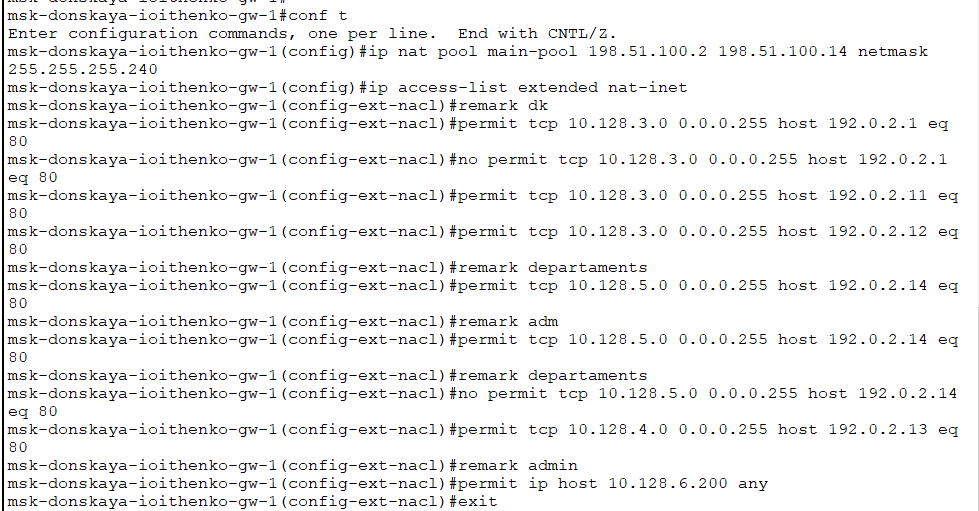 msk-donskaya-ioithenko-gw-1#conf t
Enter configuration commands, one per line.  End with CNTL/Z.
msk-donskaya-ioithenko-gw-1(config)#ip nat pool main-pool 198.51.100.2 198.51.100.14 netmask
255.255.255.240
msk-donskaya-ioithenko-gw-1(config)#ip access-list extended nat-inet
msk-donskaya-ioithenko-gw-1(config-ext-nacl)#remark dk
msk-donskaya-ioithenko-gw-1(config-ext-nacl)#permit tcp 10.128.3.0 0.0.0.255 host 192.0.2.1 eq
80
msk-donskaya-ioithenko-gw-1(config-ext-nacl)#no permit tcp 10.128.3.0 0.0.0.255 host 192.0.2.1
eq 80
msk-donskaya-ioithenko-gw-1(config-ext-nacl)#permit tcp 10.128.3.0 0.0.0.255 host 192.0.2.11 eq
80
msk-donskaya-ioithenko-gw-1(config-ext-nacl)#permit tcp 10.128.3.0 0.0.0.255 host 192.0.2.12 eq
80
msk-donskaya-ioithenko-gw-1(config-ext-nacl)#remark departaments
msk-donskaya-ioithenko-gw-1(config-ext-nacl)#permit tcp 10.128.5.0 0.0.0.255 host 192.0.2.14 eq
80
msk-donskaya-ioithenko-gw-1(config-ext-nacl)#remark adm
msk-donskaya-ioithenko-gw-1(config-ext-nacl)#permit tcp 10.128.5.0 0.0.0.255 host 192.0.2.14 eq
80
msk-donskaya-ioithenko-gw-1(config-ext-nacl)#remark departaments
msk-donskaya-ioithenko-gw-1(config-ext-nacl)#no permit tcp 10.128.5.0 0.0.0.255 host 192.0.2.14
eq 80
msk-donskaya-ioithenko-gw-1(config-ext-nacl)#permit tcp 10.128.4.0 0.0.0.255 host 192.0.2.13 eq
80
msk-donskaya-ioithenko-gw-1(config-ext-nacl)#remark admin
msk-donskaya-ioithenko-gw-1(config-ext-nacl)#permit ip host 10.128.6.200 any
msk-donskaya-ioithenko-gw-1(config-ext-nacl)#exit